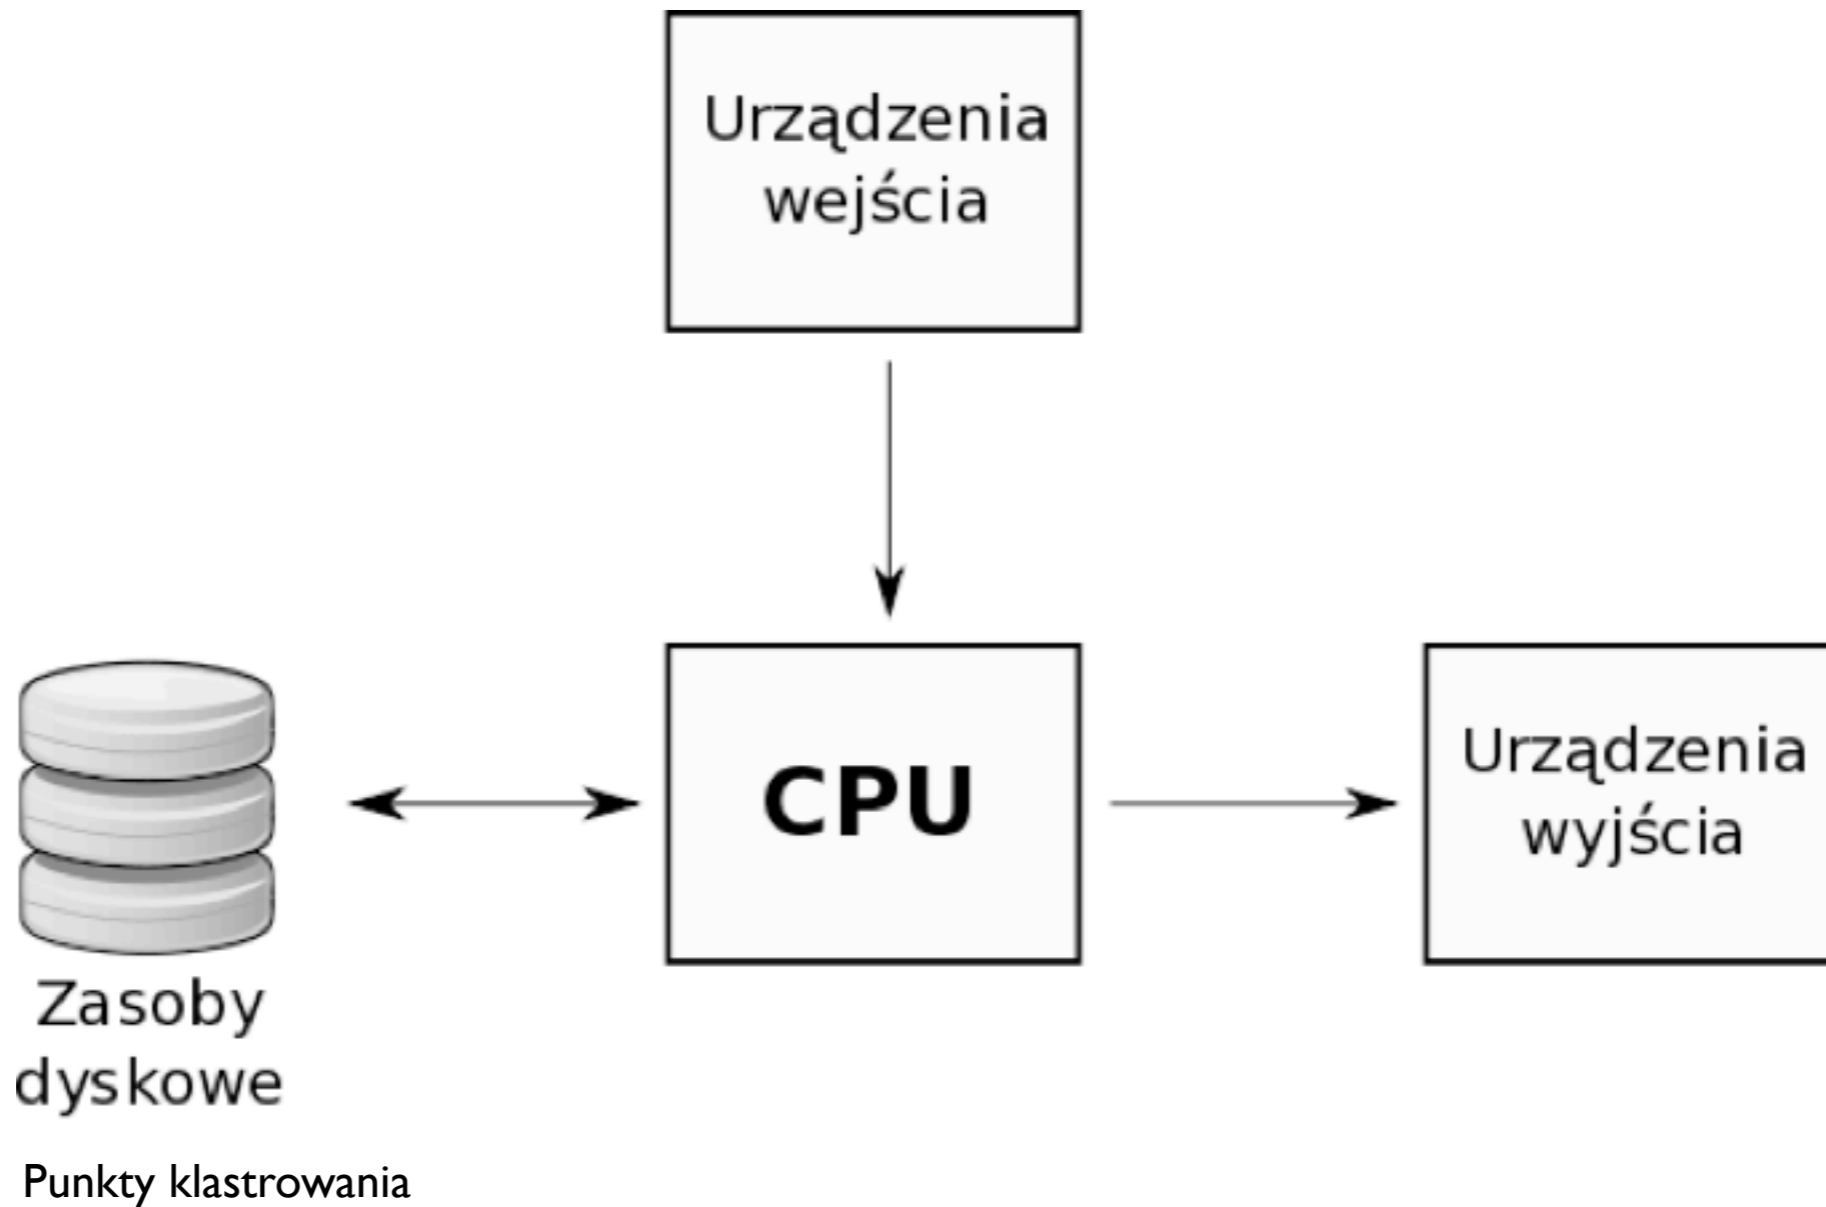 Urządzenia
wejścia
CPU
Urządzenia
wyjścia
Zasoby
dyskowe
Punkty klastrowania